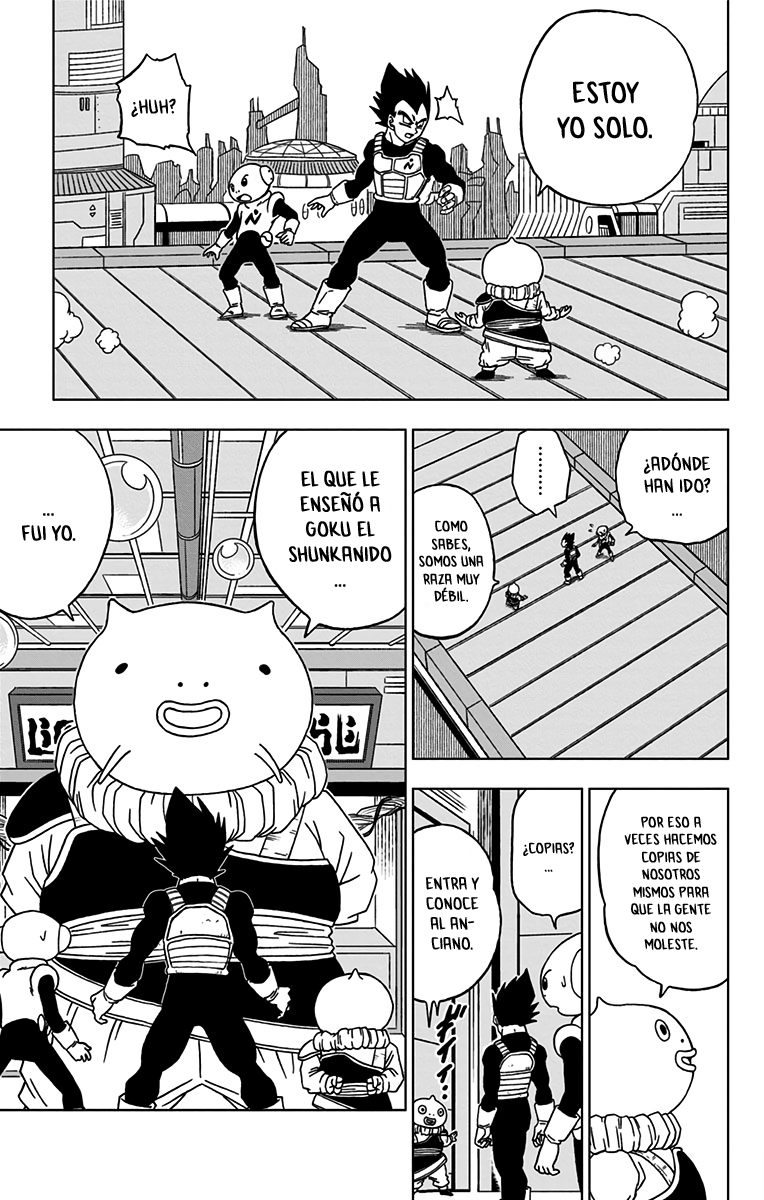 ESTOY
YO SOLO.
¿HUH?
¿ADÓNDE
HAN IDO?
...
.........
COMO
SABES,
SOMOS UNA
RAZA MUY
DÉBIL.
POR ESO A
VECES HACEMOS
COPIAS DE
NOSOTROS
MISMOS PARA
QUE LA GENTE
NO NOS
MOLESTE.
¿COPIAS?
...
ENTRA Y
CONOCE
AL AN-
CIANO.
EL QUE LE
ENSEÑÓ A
GOKU EL
SHUNKANIDO
...
...
FUI YO.